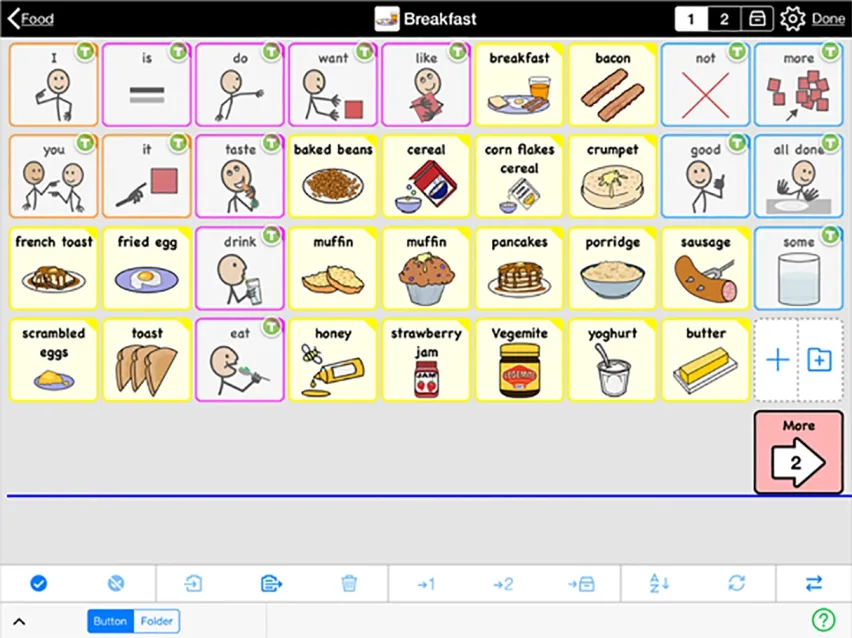 Food
Breakfast
1
2
Done
I
is
do
want
like
breakfast
bacon
not
more
you
it
taste
baked beans
cereal
corn flakes
cereal
crumpet
good
all done
french toast
fried egg
drink
muffin
muffin
pancakes
porridge
sausage
some
scrambled
eggs
toast
eat
honey
strawberry
jam
JAM
Vegemite
VEGEMITE
yoghurt
butter
More
2
→1
→2
Button
Folder